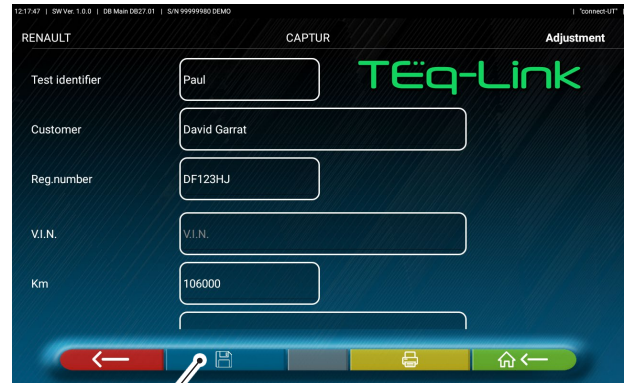 12:17:47 | SW Ver. 1.0.0 | DB Main DB27.01 | S/N 99999980 DEMO | "connect-UT" |
RENAULT CAPTUR Adjustment
TEq-Link
Test identifier Paul
Customer David Garrat
Reg.number DF123HJ
V.I.N. V.I.N.
Km 106000